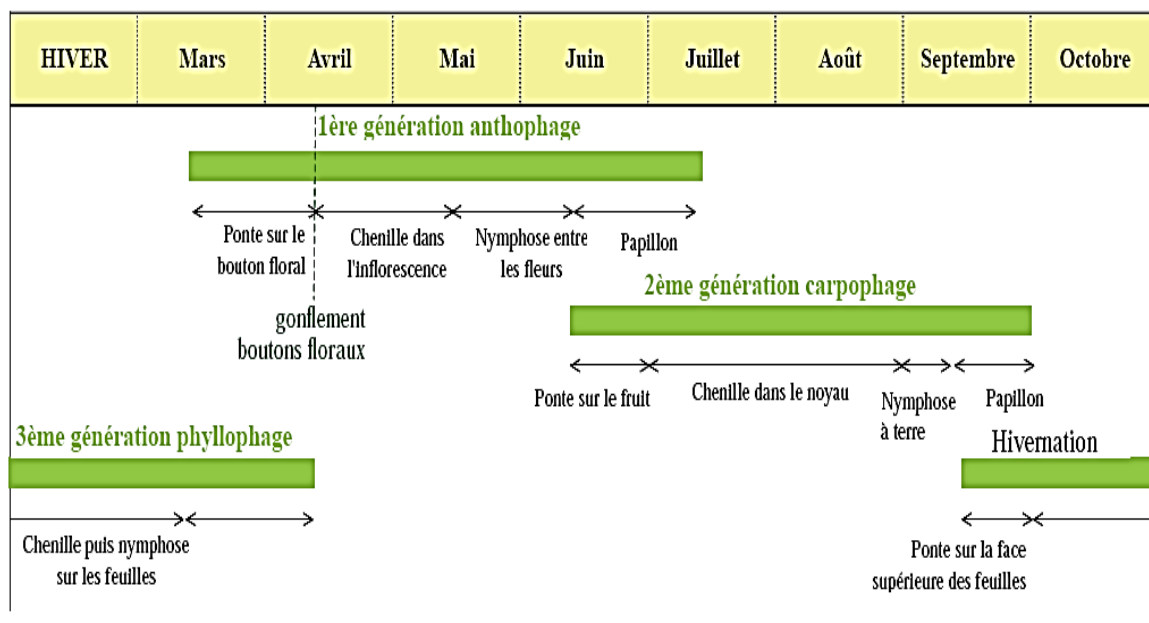 HIVER Mars Avril Mai Juin Juillet Août Septembre Octobre
1ère génération anthophage
Ponte sur le
bouton floral
Chenille dans
l'inflorescence
Nymphose entre
les fleurs
Papillon
gonflement
boutons floraux
2ème génération carpophage
Ponte sur le fruit
Chenille dans le noyau
Nymphose
à terre
Papillon
3ème génération phyllophage
Hivernation
Chenille puis nymphose
sur les feuilles
Ponte sur la face
supérieure des feuilles